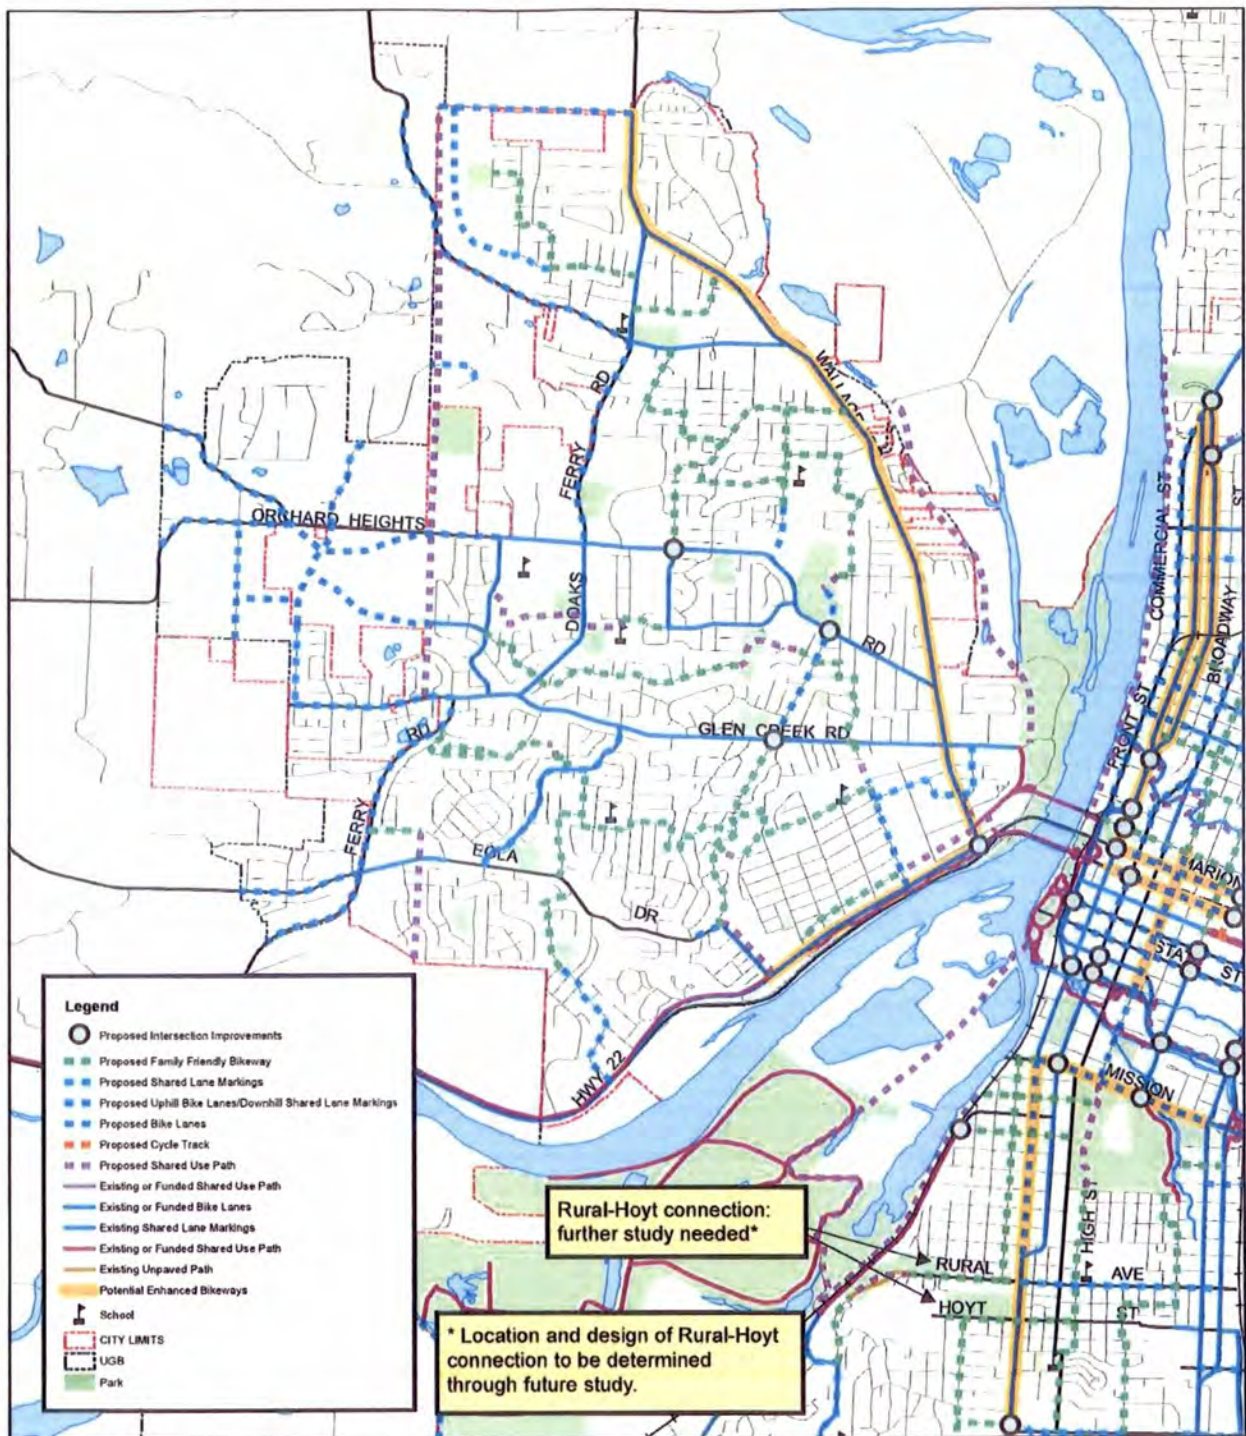 WALLACE
RD
FERRY
ORCHARD HEIGHTS
DOAKS
RD
GLEN CREEK RD
RD
FERRY
EOLA
DR
HWY 22
COMMERCIAL ST
FRONT ST
BROADWAY
ST
MARION
STA
ST
MISSION
HIGH ST
RURAL
AVE
HOYT
ST
Legend
Proposed Intersection Improvements
Proposed Family Friendly Bikeway
Proposed Shared Lane Markings
Proposed Uphill Bike Lanes/Downhill Shared Lane Markings
Proposed Bike Lanes
Proposed Cycle Track
Proposed Shared Use Path
Existing or Funded Shared Use Path
Existing or Funded Bike Lanes
Existing Shared Lane Markings
Existing or Funded Shared Use Path
Existing Unpaved Path
Potential Enhanced Bikeways
School
CITY LIMITS
UGB
Park
Rural-Hoyt connection:
further study needed*
* Location and design of Rural-Hoyt
connection to be determined
through future study.